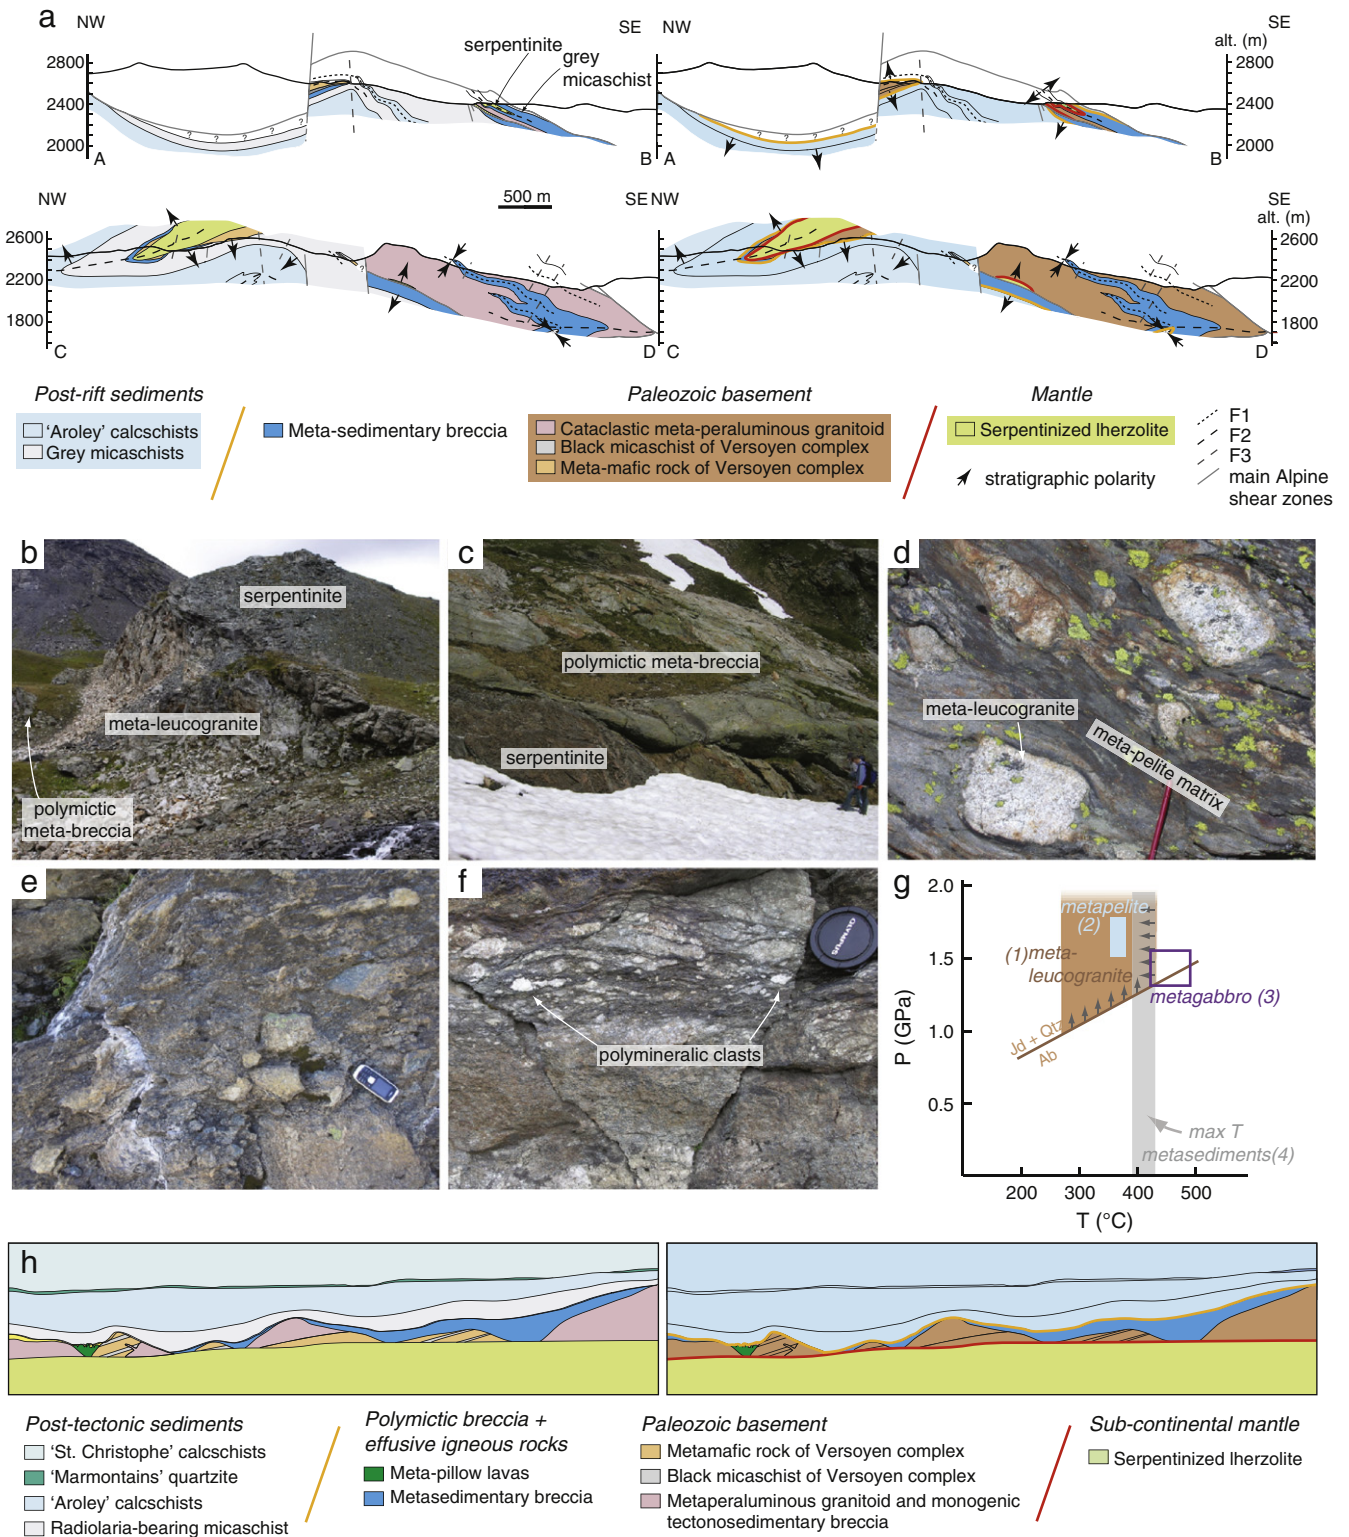 a
NW
SE
NW
SE
serpentinite
grey
micaschist
alt. (m)
2800
2400
2000
A
B
A
B
2800
2400
2000
NW
500 m
SE
NW
SE
alt. (m)
2600
2200
1800
C
D
C
D
2600
2200
1800
? ? ? ? ?
? ? ? ? ?
?
?
Post-rift sediments
'Aroley' calcschists
Grey micaschists
Meta-sedimentary breccia
Paleozoic basement
Cataclastic meta-peraluminous granitoid
Black micaschist of Versoyen complex
Meta-mafic rock of Versoyen complex
Mantle
Serpentinized lherzolite
stratigraphic polarity
F1
F2
F3
main Alpine
shear zones
b
serpentinite
meta-leucogranite
polymictic
meta-breccia
c
polymictic meta-breccia
serpentinite
d
meta-leucogranite
meta-pelite matrix
e
f
OLYMPUS
polymineralic clasts
g
2.0
1.5
1.0
0.5
P (GPa)
metapelite
(2)
(1)meta-
leucogranite
metagabbro (3)
Jd + Qtz
Ab
max T
metasediments(4)
200
300
400
500
T (°C)
h
Post-tectonic sediments
'St. Christophe' calcschists
'Marmontains' quartzite
'Aroley' calcschists
Radiolaria-bearing micaschist
Polymictic breccia +
effusive igneous rocks
Meta-pillow lavas
Metasedimentary breccia
Paleozoic basement
Metamafic rock of Versoyen complex
Black micaschist of Versoyen complex
Metaperaluminous granitoid and monogenic
tectonosedimentary breccia
Sub-continental mantle
Serpentinized lherzolite